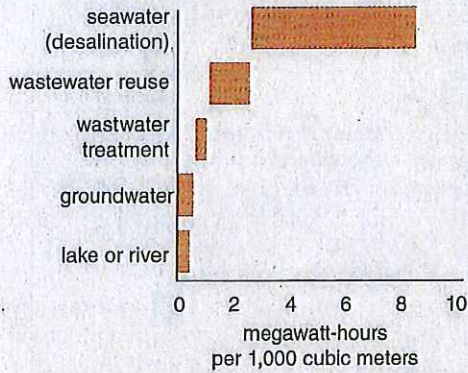 seawater
(desalination)
wastewater reuse
wastwater
treatment
groundwater
lake or river
0 2 4 6 8 10
megawatt-hours
per 1,000 cubic meters